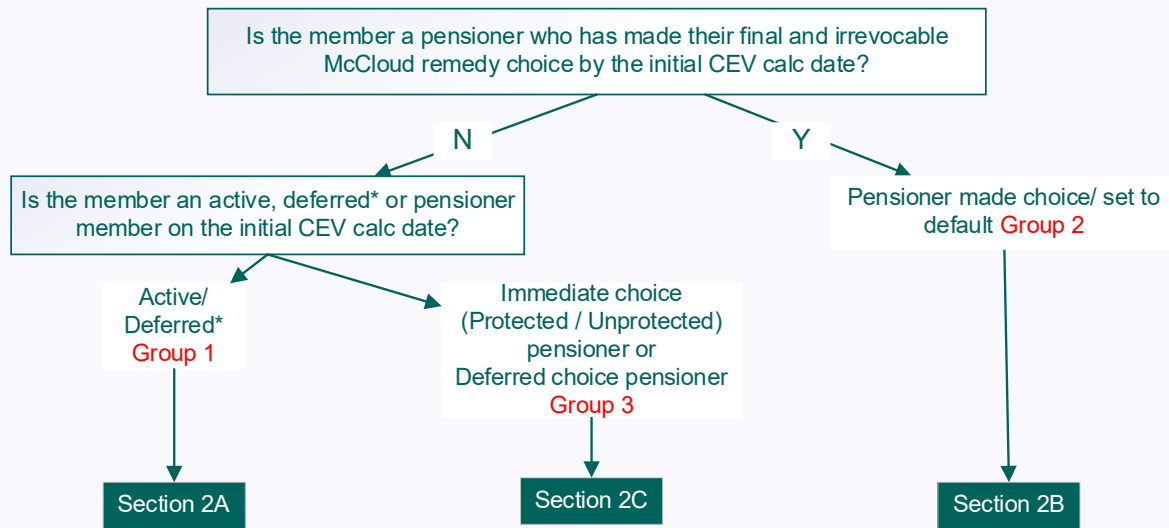 Is the member a pensioner who has made their final and irrevocable
McCloud remedy choice by the initial CEV calc date?
N
Y
Is the member an active, deferred* or pensioner
member on the initial CEV calc date?
Pensioner made choice/ set to
default Group 2
Active/
Deferred*
Group 1
Immediate choice
(Protected / Unprotected)
pensioner or
Deferred choice pensioner
Group 3
Section 2A
Section 2C
Section 2B